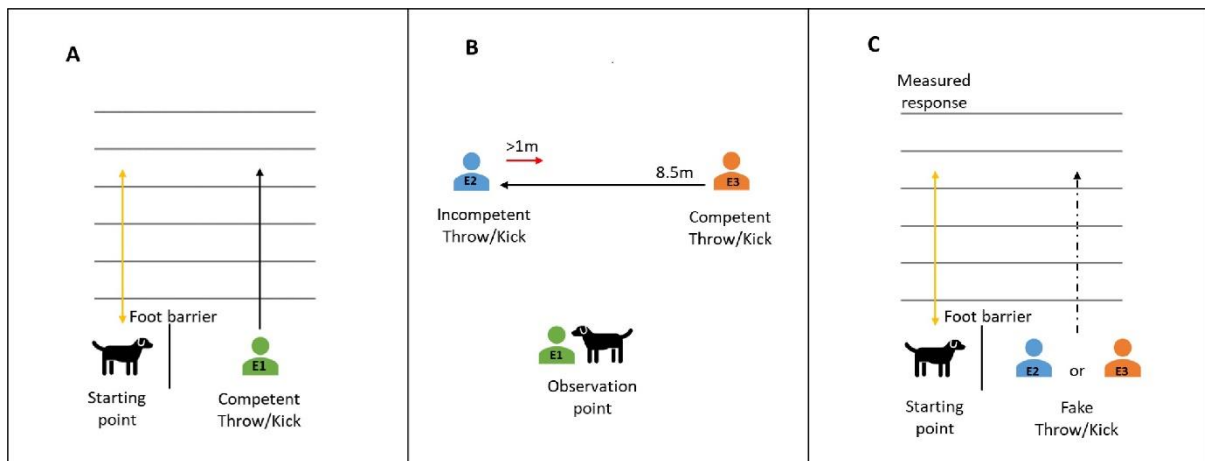 A
Foot barrier
E1
Starting
point
Competent
Throw/Kick
B
>1m
8.5m
E2
E3
Incompetent
Throw/Kick
Competent
Throw/Kick
E1
Observation
point
C
Measured
response
Foot barrier
E2
or
E3
Starting
point
Fake
Throw/Kick